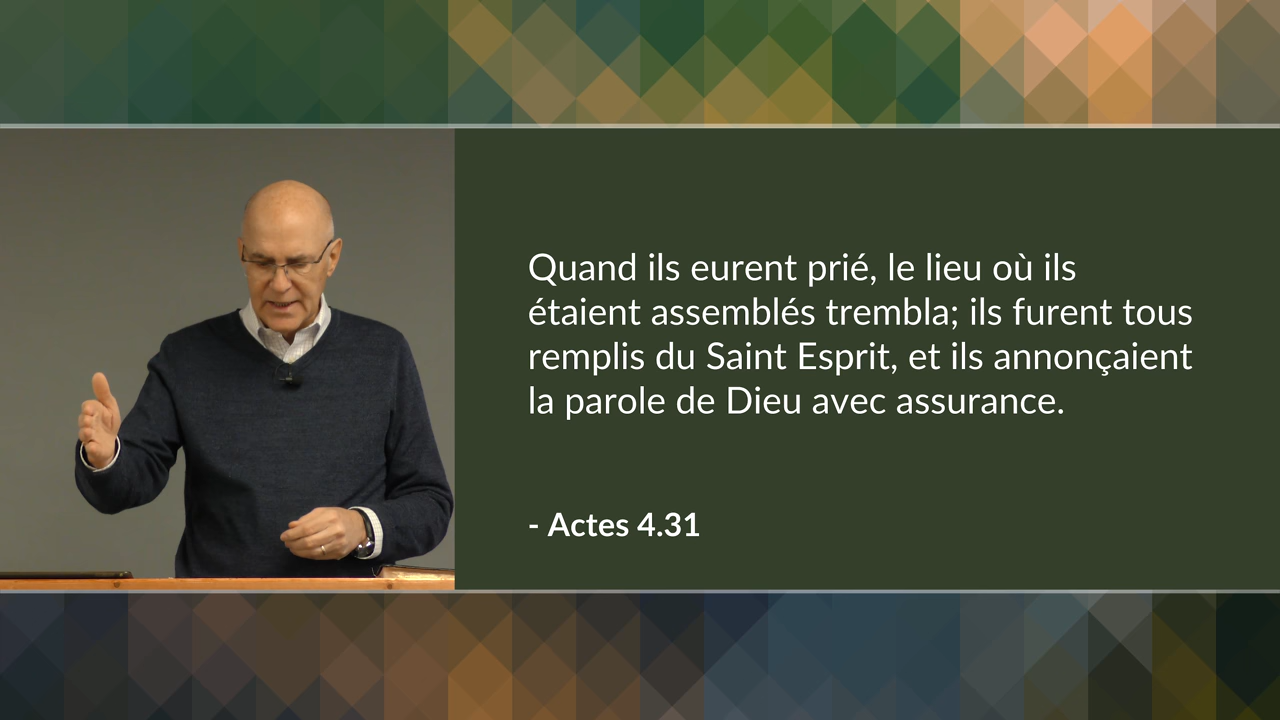 Quand ils eurent prié, le lieu où ils
étaient assemblés trembla; ils furent tous
remplis du Saint Esprit, et ils annonçaient
la parole de Dieu avec assurance.
- Actes 4.31